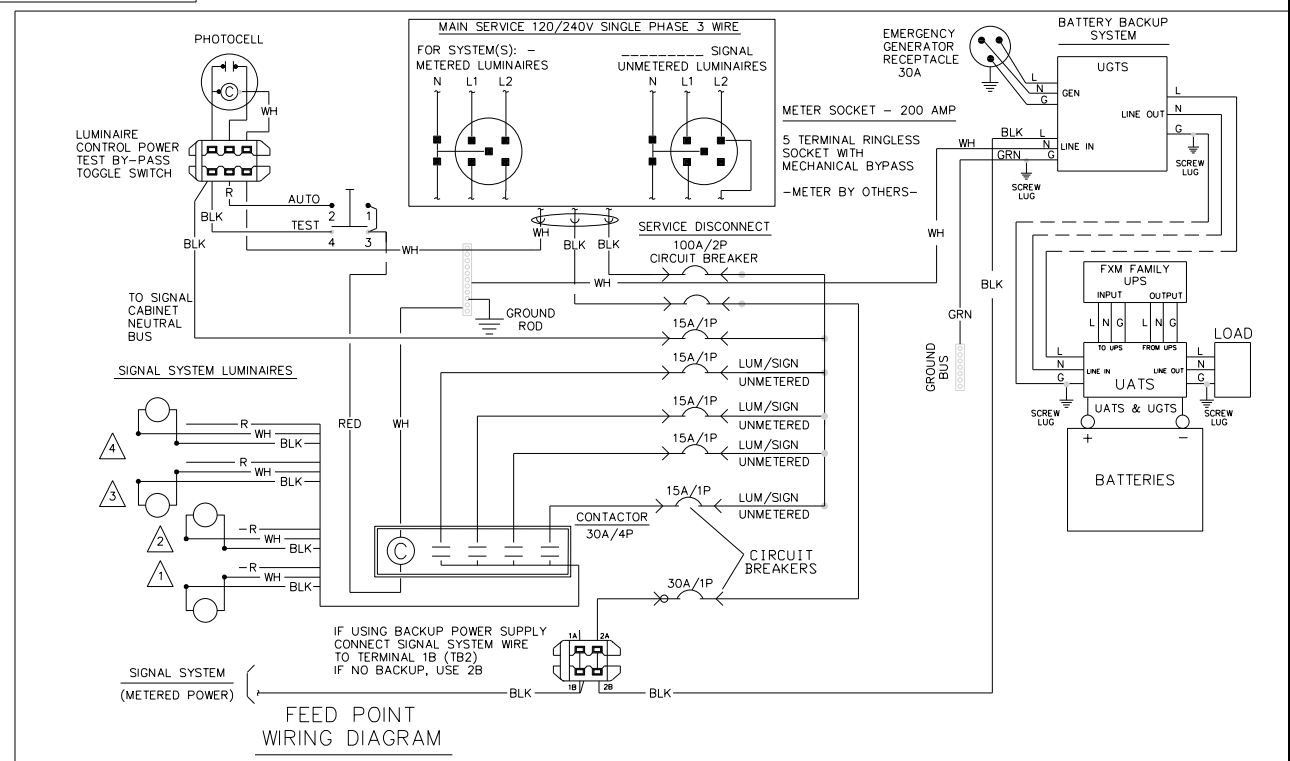 MAIN SERVICE 120/240V SINGLE PHASE 3 WIRE
FOR SYSTEM(S): -
METERED LUMINAIRES
N L1 L2
_________ SIGNAL
UNMETERED LUMINAIRES
N L1 L2
PHOTOCELL
C
WH
LUMINAIRE
CONTROL POWER
TEST BY-PASS
TOGGLE SWITCH
R
BLK
BLK
AUTO
TEST
2 1
4 3
WH
WH
BLK
BLK
METER SOCKET - 200 AMP
5 TERMINAL RINGLESS
SOCKET WITH
MECHANICAL BYPASS
-METER BY OTHERS-
EMERGENCY
GENERATOR
RECEPTACLE
30A
BATTERY BACKUP
SYSTEM
UGTS
L
N
G
GEN
LINE OUT
L
N
G
SCREW
LUG
BLK L
WH N
GRN G
LINE IN
SCREW
LUG
SERVICE DISCONNECT
100A/2P
CIRCUIT BREAKER
WH
WH
BLK
GRN
GROUND
BUS
TO SIGNAL
CABINET
NEUTRAL
BUS
GROUND
ROD
15A/1P
15A/1P
LUM/SIGN
UNMETERED
15A/1P
LUM/SIGN
UNMETERED
15A/1P
LUM/SIGN
UNMETERED
15A/1P
LUM/SIGN
UNMETERED
FXM FAMILY
UPS
INPUT OUTPUT
L N G
L N G
TO UPS FROM UPS
L
N
G
LINE IN
LINE OUT
L
N
G
UATS
LOAD
SCREW
LUG
UATS & UGTS
SCREW
LUG
+ -
BATTERIES
SIGNAL SYSTEM LUMINAIRES
4
R
WH
BLK
3
R
WH
BLK
2
R
WH
BLK
1
R
WH
BLK
RED
WH
C
CONTACTOR
30A/4P
CIRCUIT
BREAKERS
30A/1P
IF USING BACKUP POWER SUPPLY
CONNECT SIGNAL SYSTEM WIRE
TO TERMINAL 1B (TB2)
IF NO BACKUP, USE 2B
1A 2A
1B 2B
SIGNAL SYSTEM
(METERED POWER)
BLK
BLK
FEED POINT
WIRING DIAGRAM